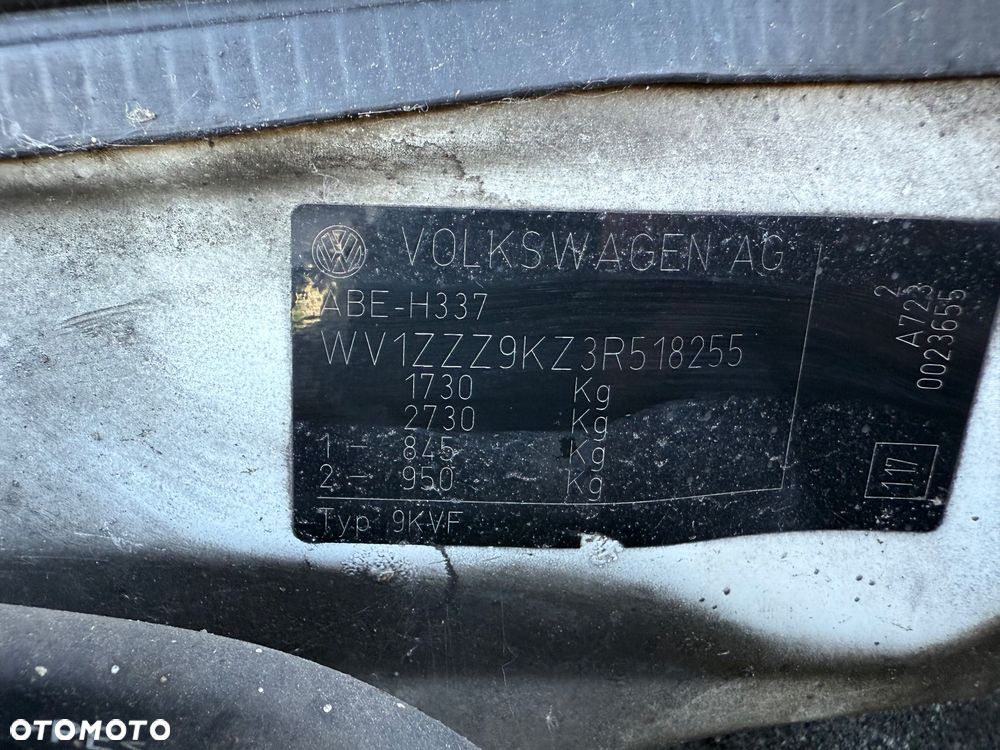 VOLKSWAGEN AG
ABE-H337
WV1ZZZ9KZ3R518255
1730 Kg
2730 Kg
1 - 845 Kg
2 - 950 Kg
Typ 9KVF
2
A723
0023655
117
OTOMOTO